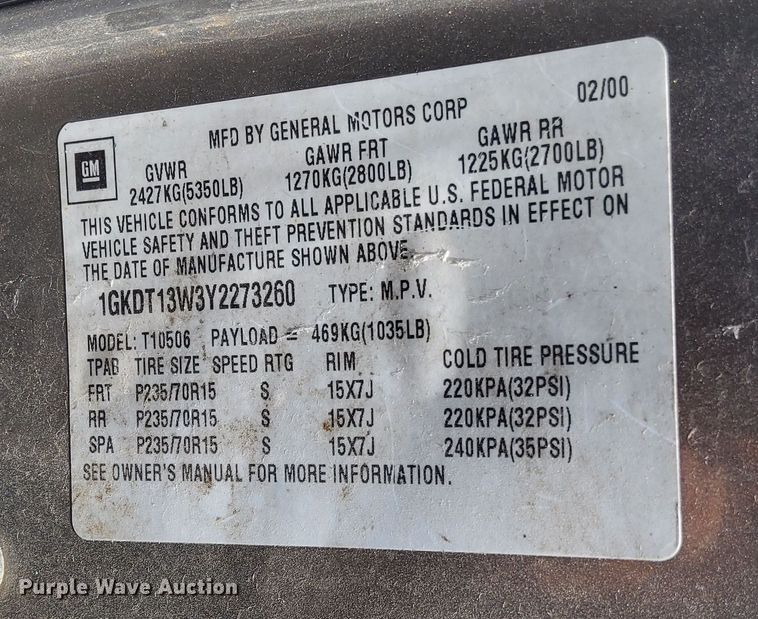 02/00
MFD BY GENERAL MOTORS CORP
GM
GVWR GAWR FRT GAWR RR
2427KG(5350LB) 1270KG(2800LB) 1225KG(2700LB)
THIS VEHICLE CONFORMS TO ALL APPLICABLE U.S. FEDERAL MOTOR
VEHICLE SAFETY AND THEFT PREVENTION STANDARDS IN EFFECT ON
THE DATE OF MANUFACTURE SHOWN ABOVE.
1GKDT13W3Y2273260 TYPE: M.P.V.
MODEL: T10506 PAYLOAD = 469KG(1035LB)
TPAB TIRE SIZE SPEED RTG RIM COLD TIRE PRESSURE
FRT P235/70R15 S 15X7J 220KPA(32PSI)
RR P235/70R15 S 15X7J 220KPA(32PSI)
SPA P235/70R15 S 15X7J 240KPA(35PSI)
SEE OWNER'S MANUAL FOR MORE INFORMATION.
Purple Wave Auction